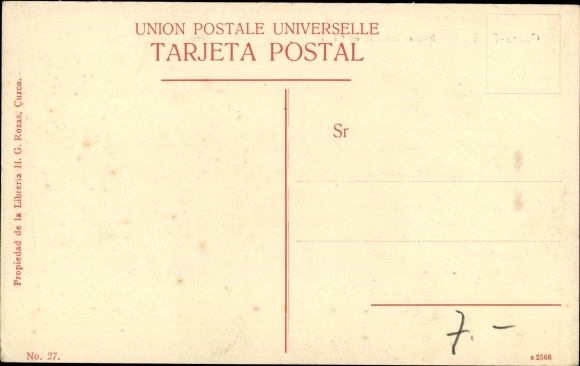 UNION POSTALE UNIVERSELLE
TARJETA POSTAL
Sr
Propiedad de la Libreria H. G. Rozas, Cuzco.
7.-
No. 27.
a 2566